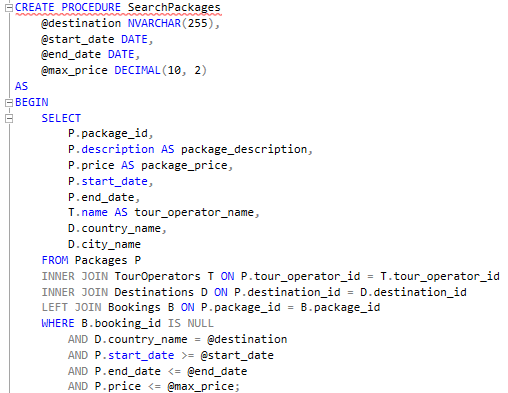 CREATE PROCEDURE SearchPackages
    @destination NVARCHAR(255),
    @start_date DATE,
    @end_date DATE,
    @max_price DECIMAL(10, 2)
AS
BEGIN
    SELECT
        P.package_id,
        P.description AS package_description,
        P.price AS package_price,
        P.start_date,
        P.end_date,
        T.name AS tour_operator_name,
        D.country_name,
        D.city_name
    FROM Packages P
    INNER JOIN TourOperators T ON P.tour_operator_id = T.tour_operator_id
    INNER JOIN Destinations D ON P.destination_id = D.destination_id
    LEFT JOIN Bookings B ON P.package_id = B.package_id
    WHERE B.booking_id IS NULL
        AND D.country_name = @destination
        AND P.start_date >= @start_date
        AND P.end_date <= @end_date
        AND P.price <= @max_price;